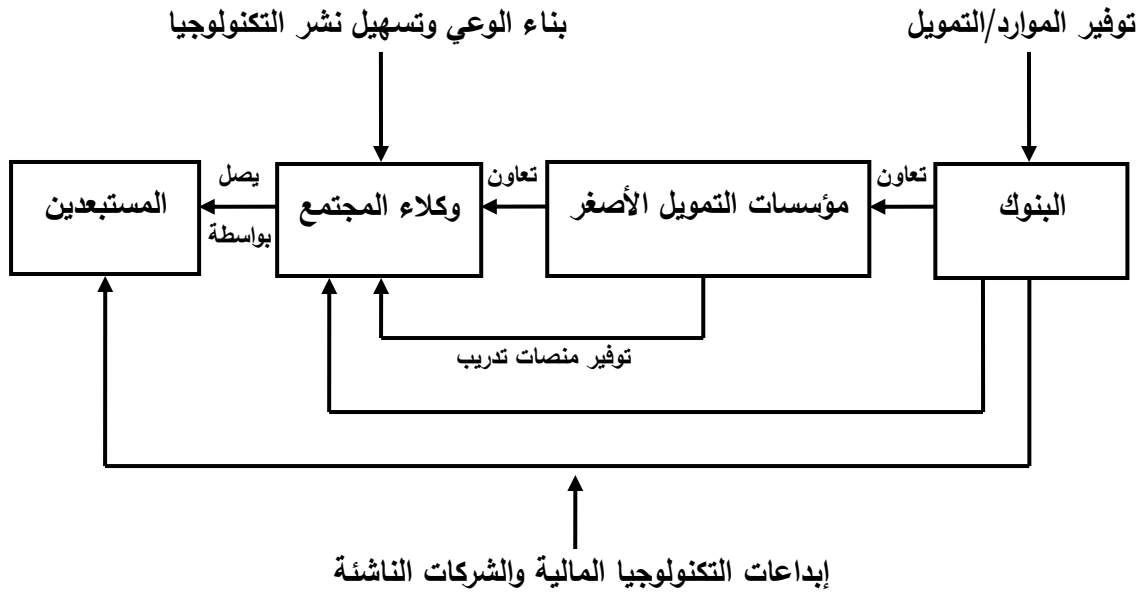 توفير الموارد/التمويل
بناء الوعي وتسهيل نشر التكنولوجيا
البنوك
تعاون
مؤسسات التمويل الأصغر
تعاون
وكلاء المجتمع
يصل
بواسطة
المستبعدين
توفير منصات تدريب
إبداعات التكنولوجيا المالية والشركات الناشئة